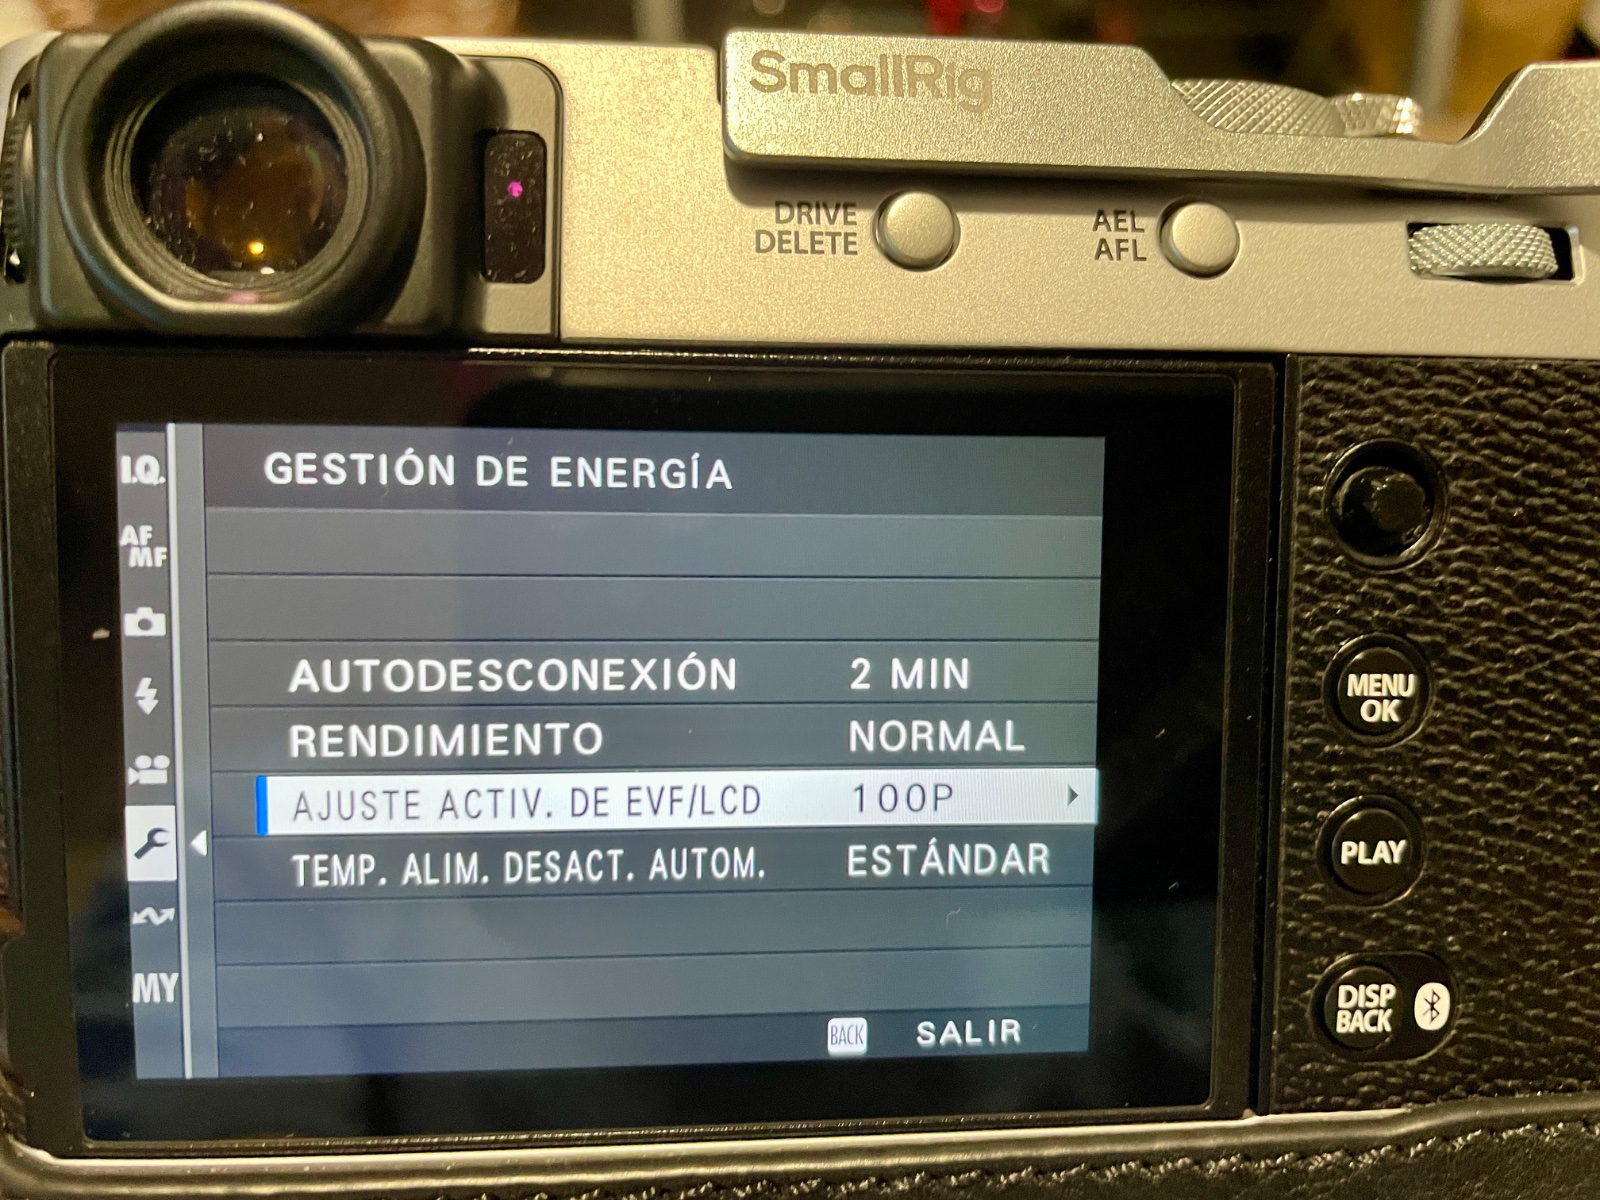 SmallRig
DRIVE
DELETE
AEL
AFL
I.Q.
GESTIÓN DE ENERGÍA
AF
MF
AUTODESCONEXIÓN 2 MIN
RENDIMIENTO NORMAL
AJUSTE ACTIV. DE EVF/LCD 100P
TEMP. ALIM. DESACT. AUTOM. ESTÁNDAR
MY
BACK SALIR
MENU
OK
PLAY
DISP
BACK